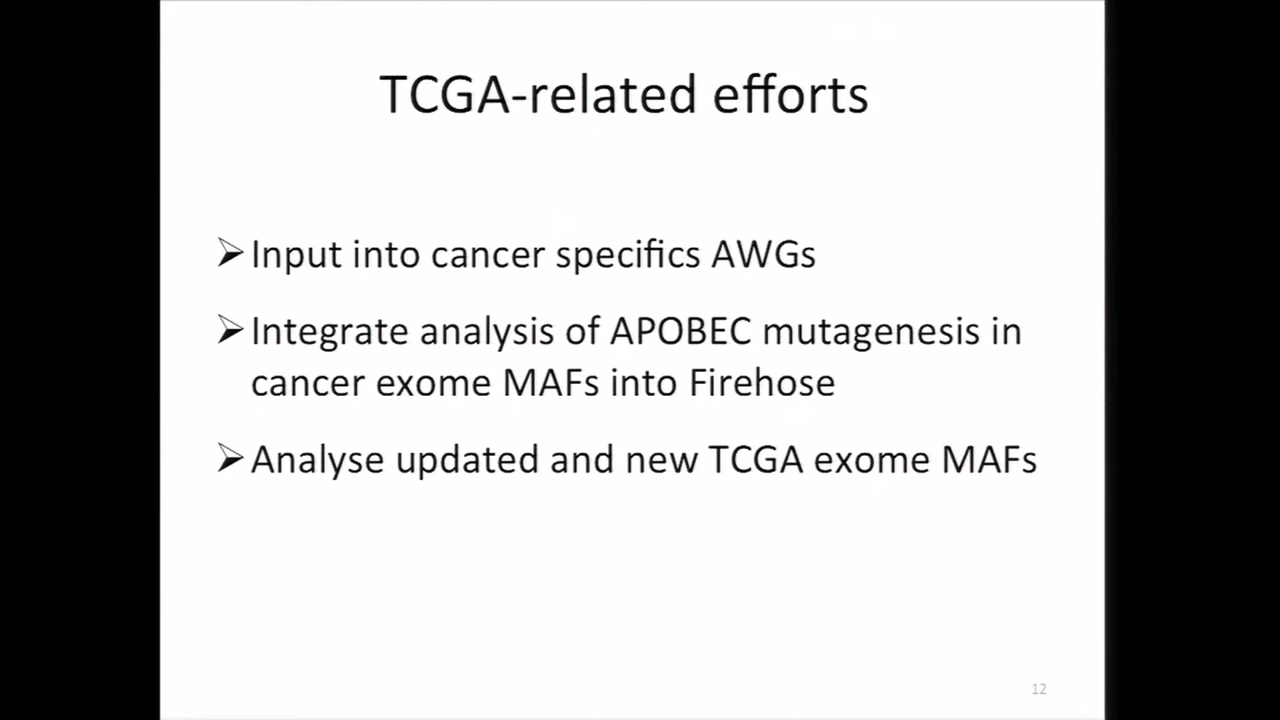 TCGA-related efforts
Input into cancer specifics AWGs
Integrate analysis of APOBEC mutagenesis in
cancer exome MAFs into Firehose
Analyse updated and new TCGA exome MAFs
12